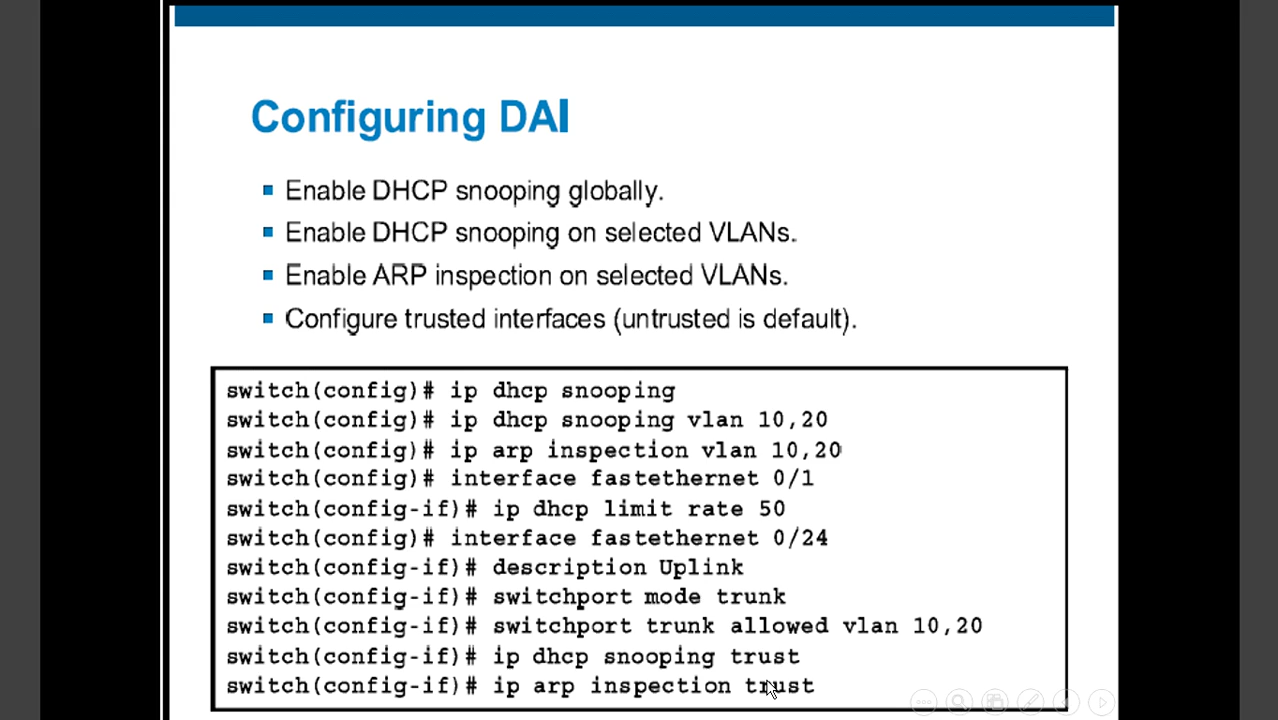 Configuring DAI
Enable DHCP snooping globally.
Enable DHCP snooping on selected VLANs.
Enable ARP inspection on selected VLANs.
Configure trusted interfaces (untrusted is default).
switch(config)# ip dhcp snooping
switch(config)# ip dhcp snooping vlan 10,20
switch(config)# ip arp inspection vlan 10,20
switch(config)# interface fastethernet 0/1
switch(config-if)# ip dhcp limit rate 50
switch(config)# interface fastethernet 0/24
switch(config-if)# description Uplink
switch(config-if)# switchport mode trunk
switch(config-if)# switchport trunk allowed vlan 10,20
switch(config-if)# ip dhcp snooping trust
switch(config-if)# ip arp inspection trust